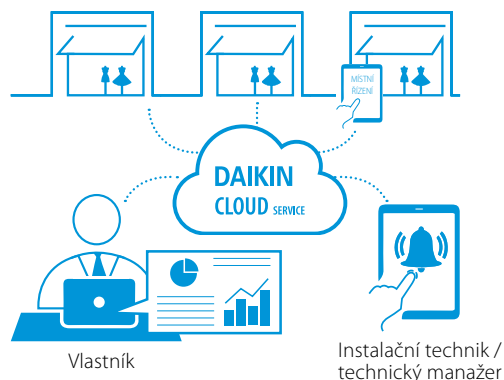 MÍSTNÍ
ŘÍZENÍ
DAIKIN
CLOUD SERVICE
Vlastník
Instalační technik /
technický manažer